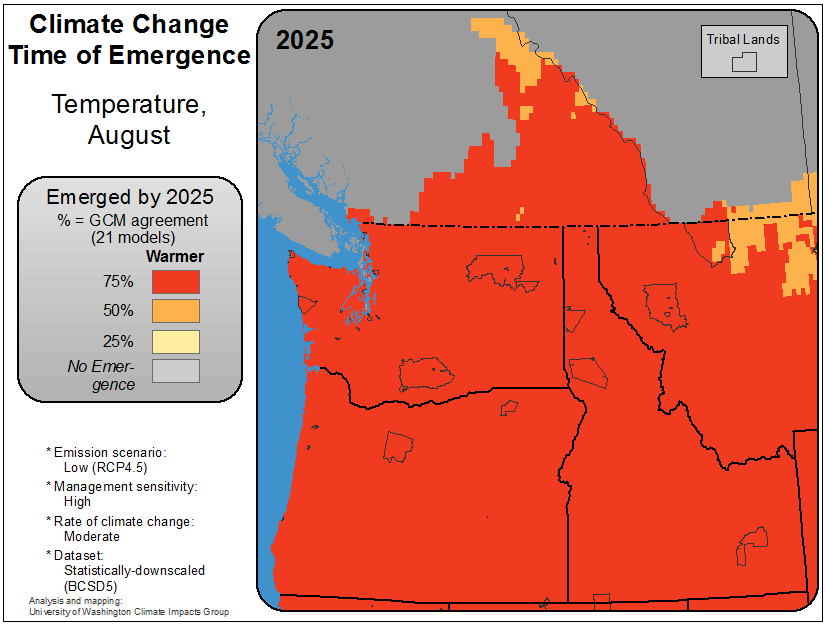 Climate Change
Time of Emergence
Temperature,
August
Emerged by 2025
% = GCM agreement
(21 models)
Warmer
75%
50%
25%
No Emer-
gence
* Emission scenario:
Low (RCP4.5)
* Management sensitivity:
High
* Rate of climate change:
Moderate
* Dataset:
Statistically-downscaled
(BCSD5)
Analysis and mapping:
University of Washington Climate Impacts Group
2025
Tribal Lands